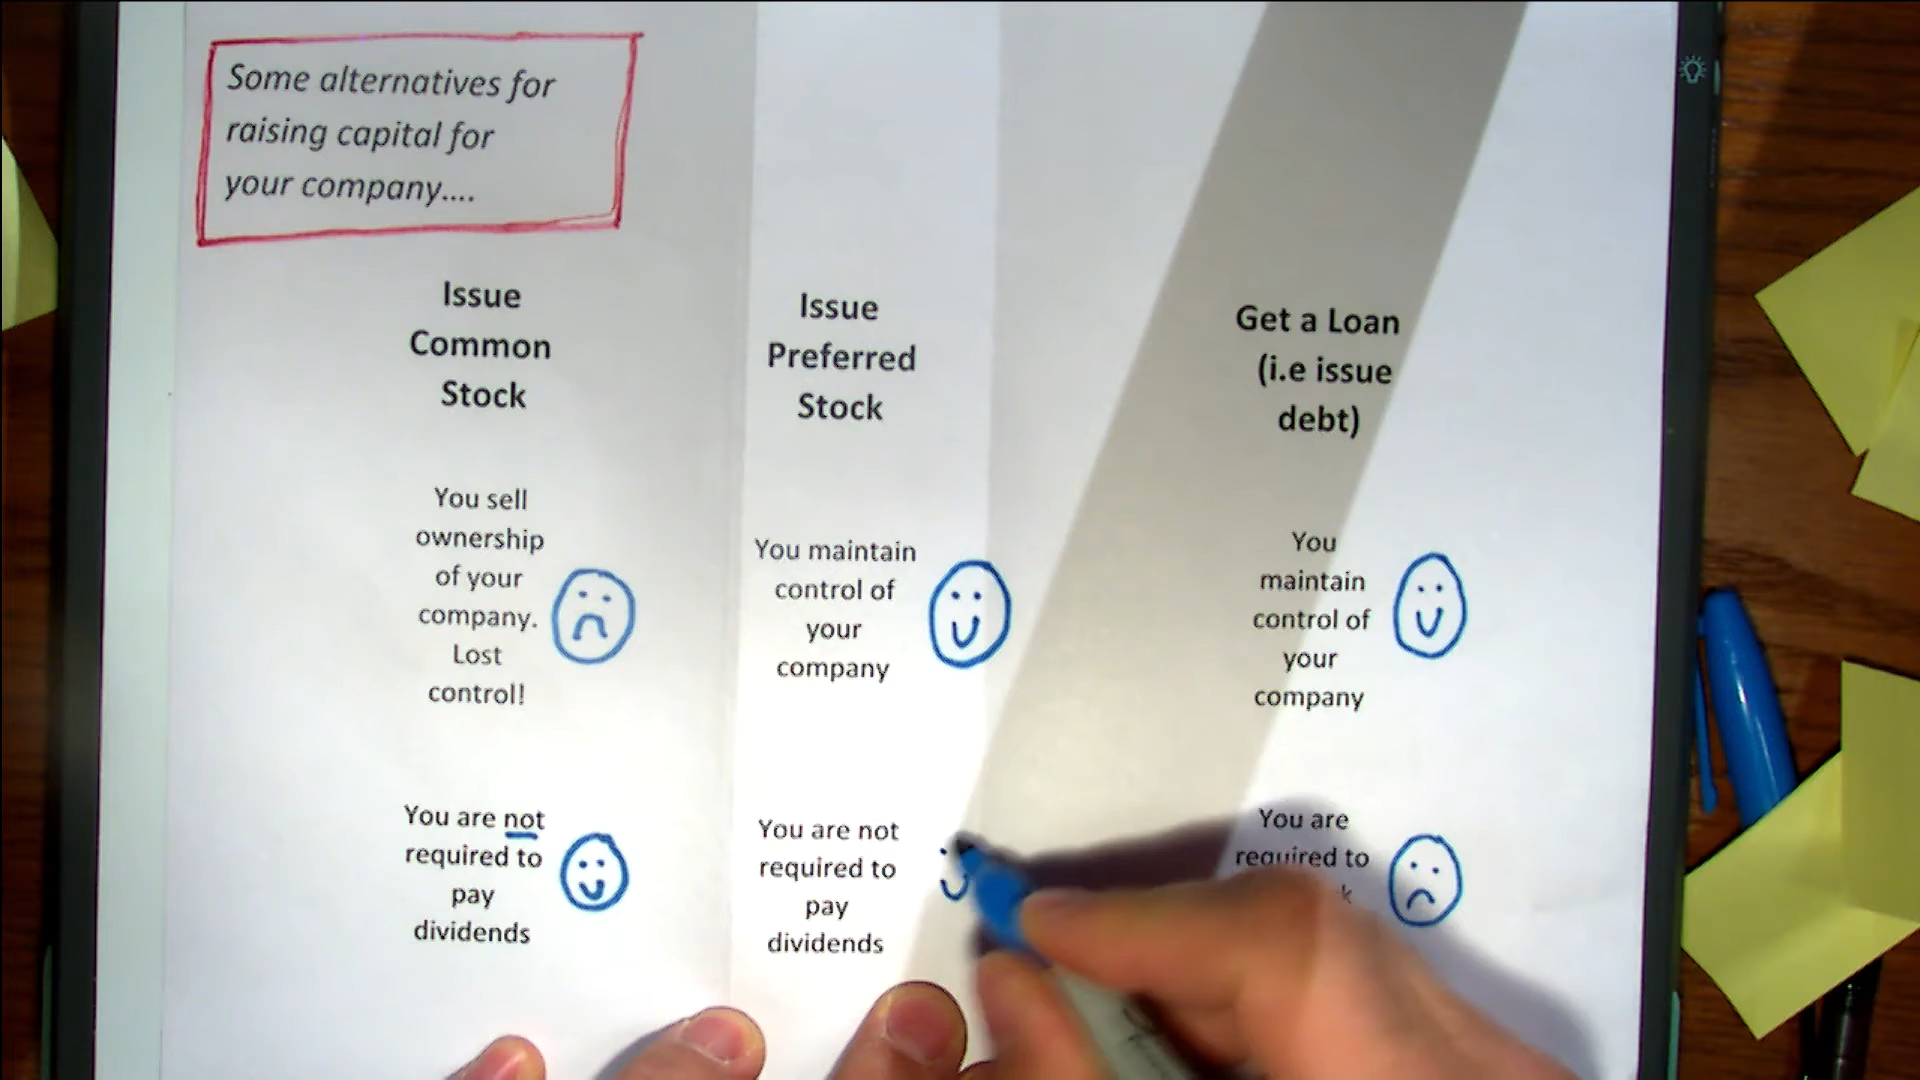 Some alternatives for
raising capital for
your company....
Issue
Common
Stock
You sell
ownership
of your
company.
Lost
control!
You are not
required to
pay
dividends
Issue
Preferred
Stock
You maintain
control of
your
company
You are not
required to
pay
dividends
Get a Loan
(i.e issue
debt)
You
maintain
control of
your
company
You are
required to